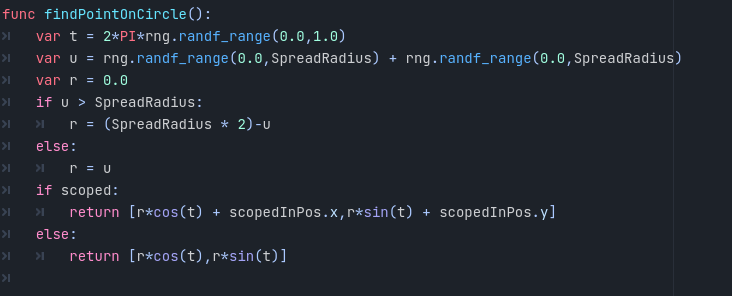 func findPointOnCircle():
    var t = 2*PI*rng.randf_range(0.0,1.0)
    var u = rng.randf_range(0.0,SpreadRadius) + rng.randf_range(0.0,SpreadRadius)
    var r = 0.0
    if u > SpreadRadius:
        r = (SpreadRadius * 2)-u
    else:
        r = u
    if scoped:
        return [r*cos(t) + scopedInPos.x,r*sin(t) + scopedInPos.y]
    else:
        return [r*cos(t),r*sin(t)]